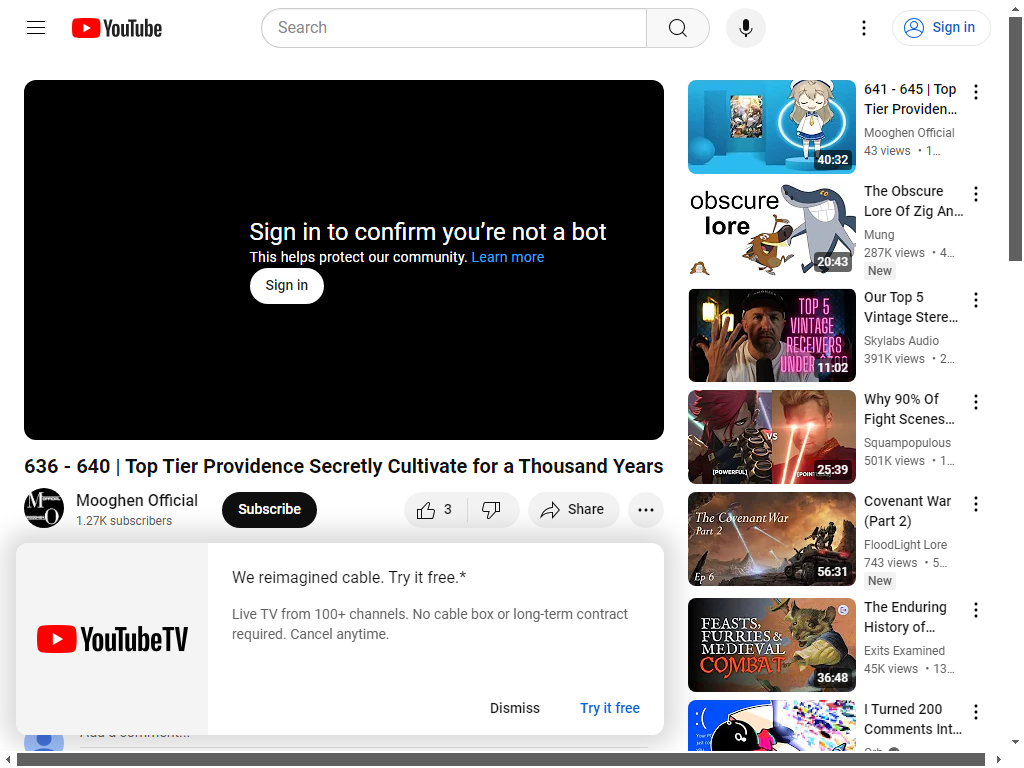 YouTube
Search
Sign in
Sign in to confirm you’re not a bot
This helps protect our community. Learn more
Sign in
636 - 640 | Top Tier Providence Secretly Cultivate for a Thousand Years
Mooghen Official
1.27K subscribers
Subscribe
3
Share
We reimagined cable. Try it free.*
Live TV from 100+ channels. No cable box or long-term contract
required. Cancel anytime.
YouTubeTV
Dismiss
Try it free
Add a comment...
40:32
641 - 645 | Top
Tier Providen...
Mooghen Official
43 views • 1...
obscure
lore
20:43
The Obscure
Lore Of Zig An...
Mung
287K views • 4...
New
TOP 5
VINTAGE
RECEIVERS
UNDER
11:02
Our Top 5
Vintage Stere...
Skylabs Audio
391K views • 2...
VS
[POWERFUL]
25:39
Why 90% Of
Fight Scenes...
Squampopulous
501K views • 1...
The Covenant War
Part 2
Ep 6
56:31
Covenant War
(Part 2)
FloodLight Lore
743 views • 5...
New
FEASTS,
FURRIES &
MEDIEVAL
COMBAT
36:48
The Enduring
History of...
Exits Examined
45K views • 13...
:(
I Turned 200
Comments Int...